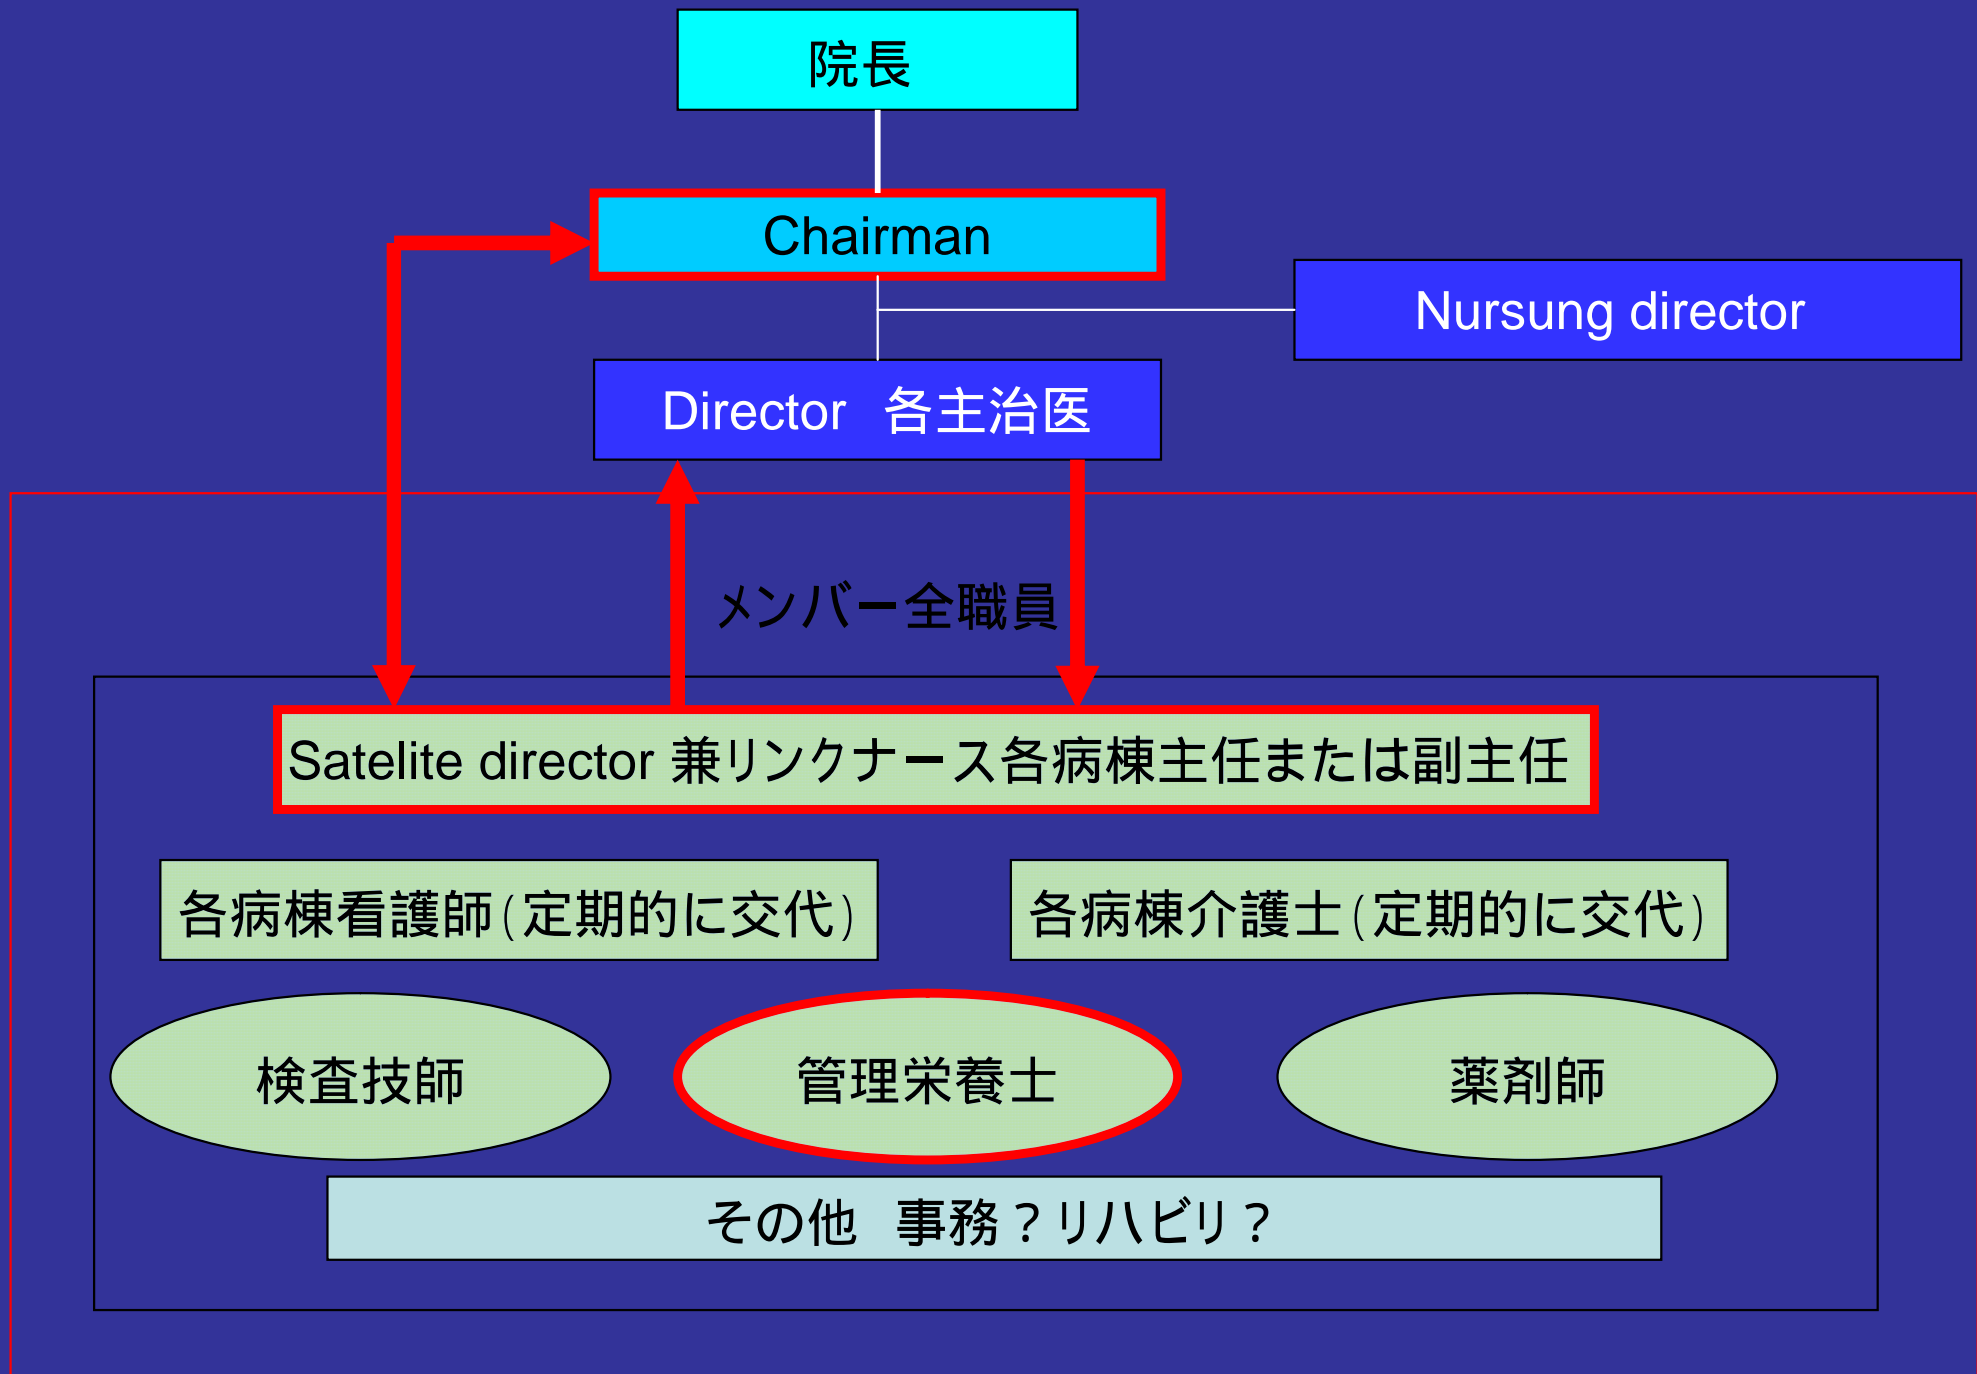 院長
Chairman
Nursung director
Director　各主治医
メンバー全職員
Satelite director 兼リンクナース各病棟主任または副主任
各病棟看護師(定期的に交代)
各病棟介護士(定期的に交代)
検査技師
管理栄養士
薬剤師
その他　事務？リハビリ？